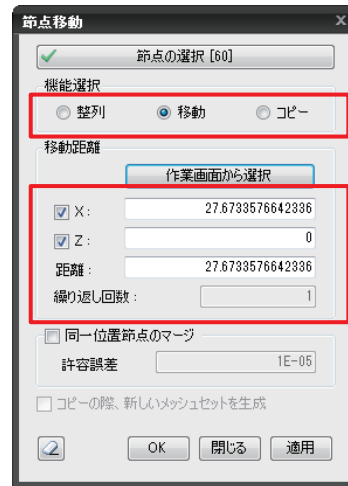 節点移動 X
節点の選択 [60]
機能選択
整列 移動 コピー
移動距離
作業画面から選択
X : 27.6733576642336
Z : 0
距離 : 27.6733576642336
繰り返し回数 : 1
同一位置節点のマージ
許容誤差 1E-05
コピーの際、新しいメッシュセットを生成
OK 閉じる 適用